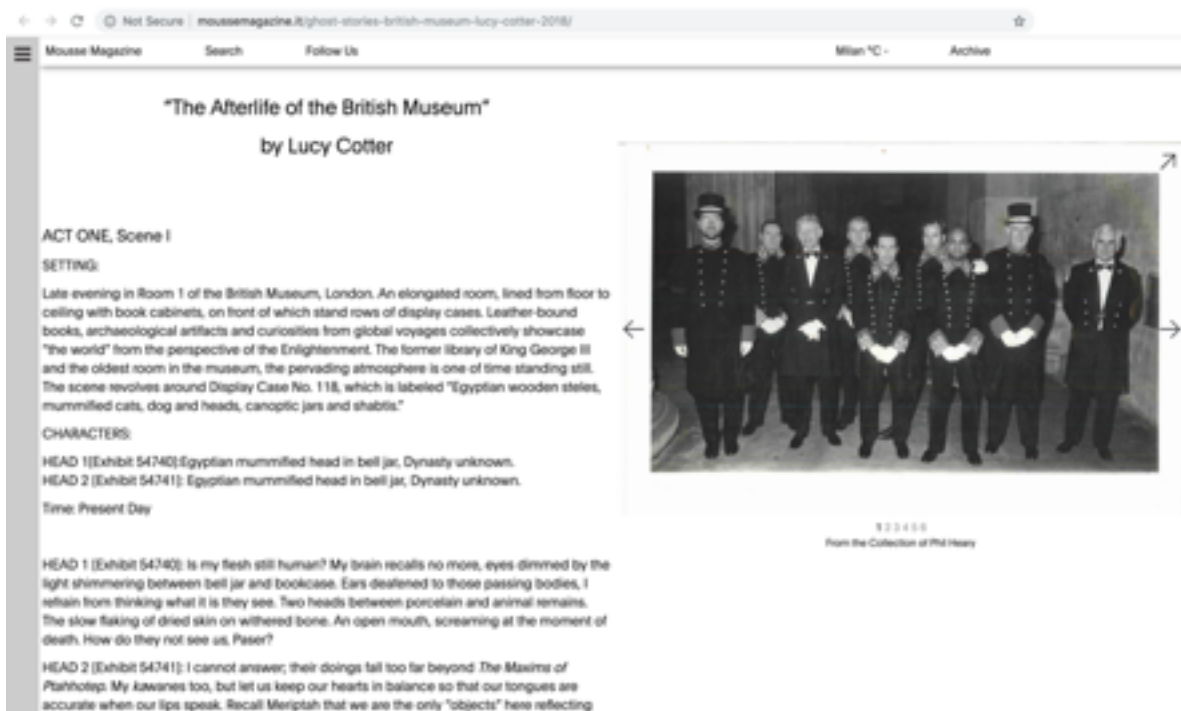 Not Secure | moussemagazine.it/ghost-stories-british-museum-lucy-cotter-2018/
Mousse Magazine Search Follow Us Milan °C - Archive
"The Afterlife of the British Museum"
by Lucy Cotter
ACT ONE, Scene I
SETTING:
Late evening in Room 1 of the British Museum, London. An elongated room, lined from floor to
ceiling with book cabinets, on front of which stand rows of display cases. Leather-bound
books, archaeological artifacts and curiosities from global voyages collectively showcase
"the world" from the perspective of the Enlightenment. The former library of King George III
and the oldest room in the museum, the pervading atmosphere is one of time standing still.
The scene revolves around Display Case No. 118, which is labeled "Egyptian wooden steles,
mummified cats, dog and heads, canoptic jars and shabtis."
CHARACTERS:
HEAD 1[Exhibit 54740]:Egyptian mummified head in bell jar, Dynasty unknown.
HEAD 2 [Exhibit 54741]: Egyptian mummified head in bell jar, Dynasty unknown.
Time: Present Day
HEAD 1 [Exhibit 54740]: Is my flesh still human? My brain recalls no more, eyes dimmed by the
light shimmering between bell jar and bookcase. Ears deafened to those passing bodies, I
refrain from thinking what it is they see. Two heads between porcelain and animal remains.
The slow flaking of dried skin on withered bone. An open mouth, screaming at the moment of
death. How do they not see us, Paser?
HEAD 2 [Exhibit 54741]: I cannot answer; their doings fall too far beyond The Maxims of
Ptahhotep. My kawanes too, but let us keep our hearts in balance so that our tongues are
accurate when our lips speak. Recall Meriptah that we are the only "objects" here reflecting
1 2 3 4 5 6
From the Collection of Phil Heary